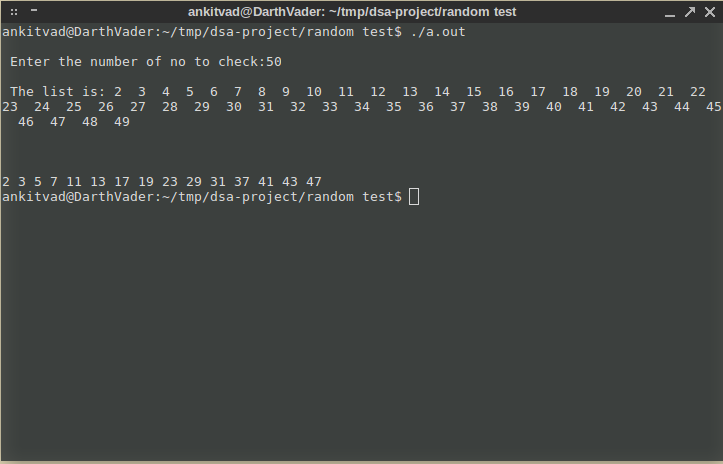 ankitvad@DarthVader: ~/tmp/dsa-project/random test
ankitvad@DarthVader:~/tmp/dsa-project/random test$ ./a.out
Enter the number of no to check:50
The list is: 2 3 4 5 6 7 8 9 10 11 12 13 14 15 16 17 18 19 20 21 22
23 24 25 26 27 28 29 30 31 32 33 34 35 36 37 38 39 40 41 42 43 44 45
46 47 48 49
2 3 5 7 11 13 17 19 23 29 31 37 41 43 47
ankitvad@DarthVader:~/tmp/dsa-project/random test$